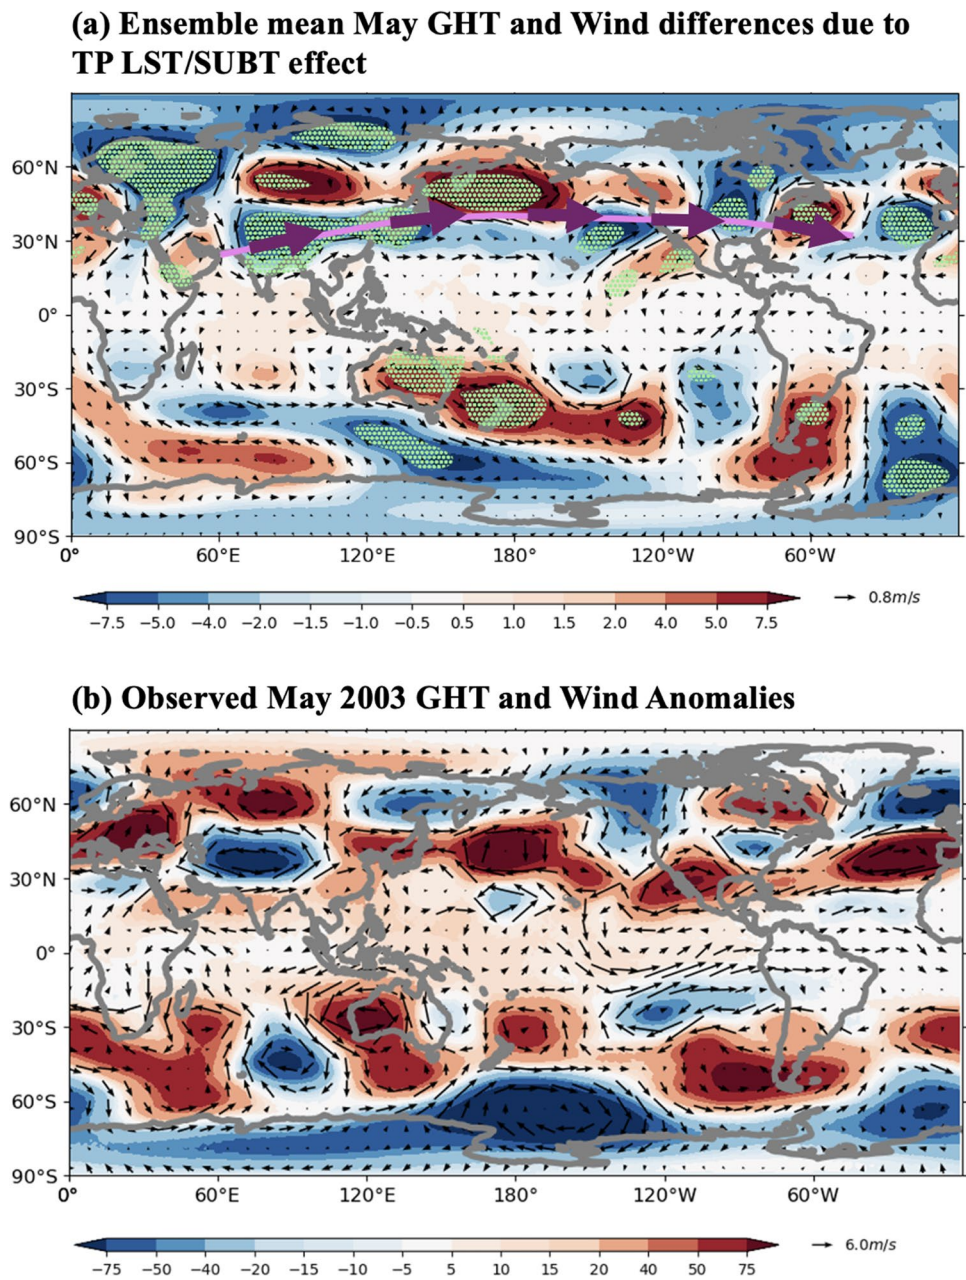 (a) Ensemble mean May GHT and Wind differences due to
TP LST/SUBT effect
60°N
30°N
0°
30°S
60°S
90°S
0° 60°E 120°E 180° 120°W 60°W
−7.5 −5.0 −4.0 −2.0 −1.5 −1.0 −0.5 0.5 1.0 1.5 2.0 4.0 5.0 7.5
0.8m/s
(b) Observed May 2003 GHT and Wind Anomalies
60°N
30°N
0°
30°S
60°S
90°S
0° 60°E 120°E 180° 120°W 60°W
−75 −50 −40 −20 −15 −10 −5 5 10 15 20 40 50 75
6.0m/s